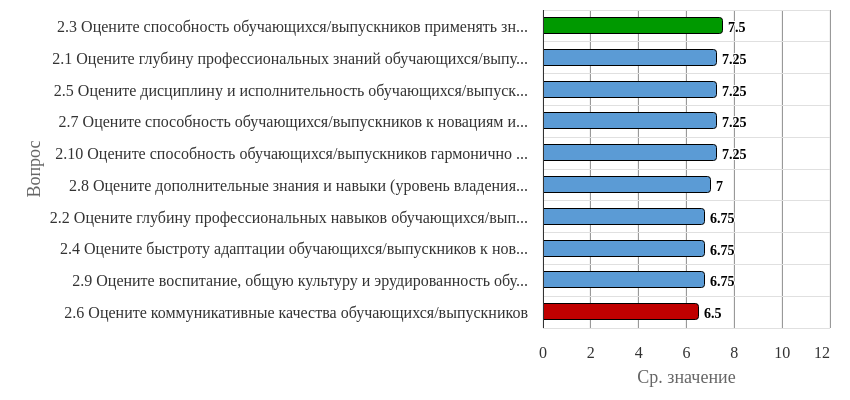 2.3 Оцените способность обучающихся/выпускников применять зн... 7.5
2.1 Оцените глубину профессиональных знаний обучающихся/выпу... 7.25
2.5 Оцените дисциплину и исполнительность обучающихся/выпуск... 7.25
2.7 Оцените способность обучающихся/выпускников к новациям и... 7.25
2.10 Оцените способность обучающихся/выпускников гармонично ... 7.25
2.8 Оцените дополнительные знания и навыки (уровень владения... 7
2.2 Оцените глубину профессиональных навыков обучающихся/вып... 6.75
2.4 Оцените быстроту адаптации обучающихся/выпускников к нов... 6.75
2.9 Оцените воспитание, общую культуру и эрудированность обу... 6.75
2.6 Оцените коммуникативные качества обучающихся/выпускников 6.5
Вопрос
0 2 4 6 8 10 12
Ср. значение